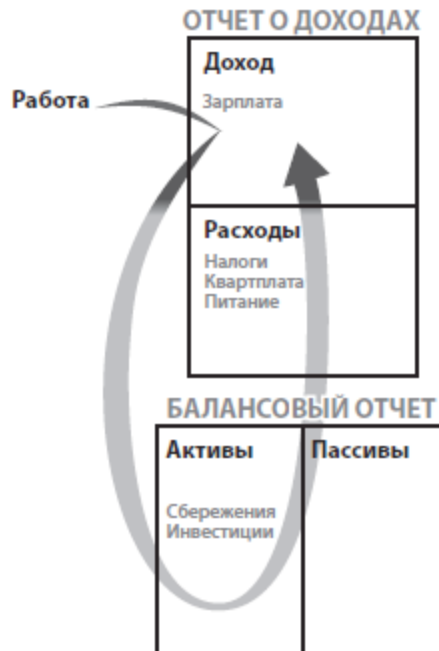 ОТЧЕТ О ДОХОДАХ
Доход
Работа
Зарплата
Расходы
Налоги
Квартплата
Питание
БАЛАНСОВЫЙ ОТЧЕТ
Активы
Пассивы
Сбережения
Инвестиции